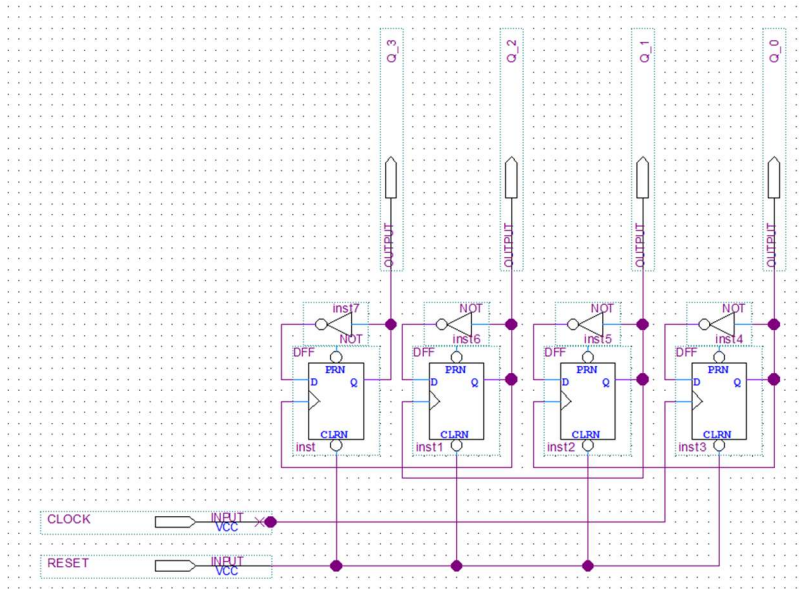 Q_3
Q_2
Q_1
Q_0
OUTPUT
OUTPUT
OUTPUT
OUTPUT
inst7
NOT
NOT
inst6
NOT
inst5
NOT
inst4
DFF
PRN
D
Q
CLRN
inst
DFF
PRN
D
Q
CLRN
inst1
DFF
PRN
D
Q
CLRN
inst2
DFF
PRN
D
Q
CLRN
inst3
CLOCK
INPUT
VCC
RESET
INPUT
VCC